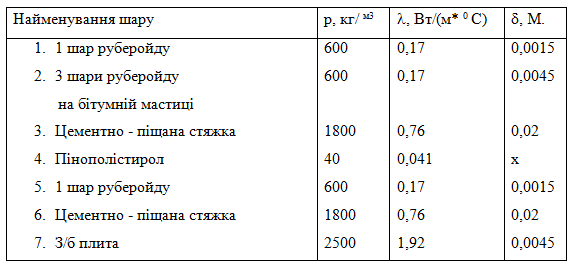 Найменування шару р, кг/ м3 λ, Вт/(м* 0 С) δ, М.
1. 1 шар руберойду 600 0,17 0,0015
2. 3 шари руберойду 600 0,17 0,0045
на бітумній мастиці
3. Цементно - піщана стяжка 1800 0,76 0,02
4. Пінополістирол 40 0,041 х
5. 1 шар руберойду 600 0,17 0,0015
6. Цементно - піщана стяжка 1800 0,76 0,02
7. З/б плита 2500 1,92 0,0045